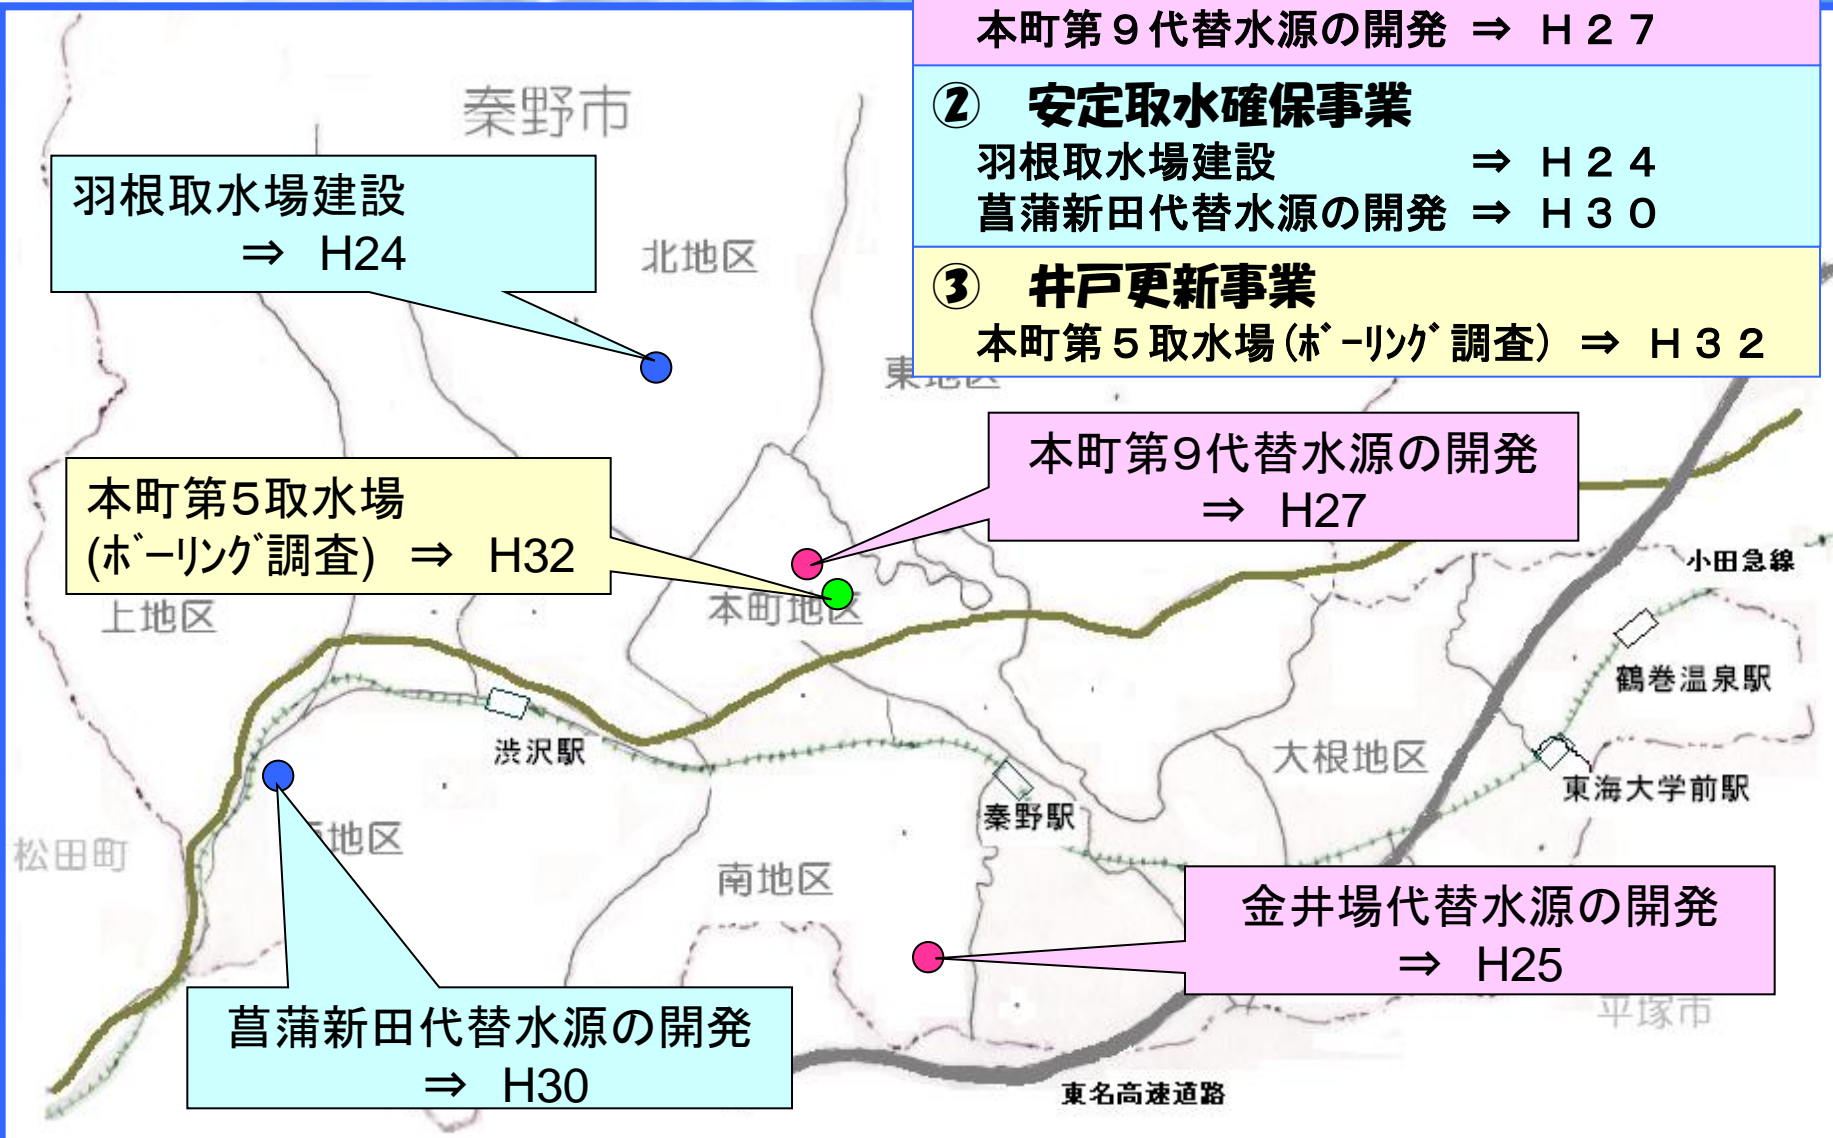 本町第９代替水源の開発 ⇒ Ｈ２７
② 安定取水確保事業
羽根取水場建設 ⇒ Ｈ２４
菖蒲新田代替水源の開発 ⇒ Ｈ３０
③ 井戸更新事業
本町第５取水場(ﾎﾞｰﾘﾝｸﾞ調査) ⇒ Ｈ３２
秦野市
羽根取水場建設
⇒ H24
北地区
東地区
本町第9代替水源の開発
⇒ H27
本町第5取水場
(ﾎﾞｰﾘﾝｸﾞ調査) ⇒ H32
小田急線
上地区
本町地区
鶴巻温泉駅
渋沢駅
大根地区
東海大学前駅
秦野駅
松田町
地区
南地区
金井場代替水源の開発
⇒ H25
平塚市
菖蒲新田代替水源の開発
⇒ H30
東名高速道路